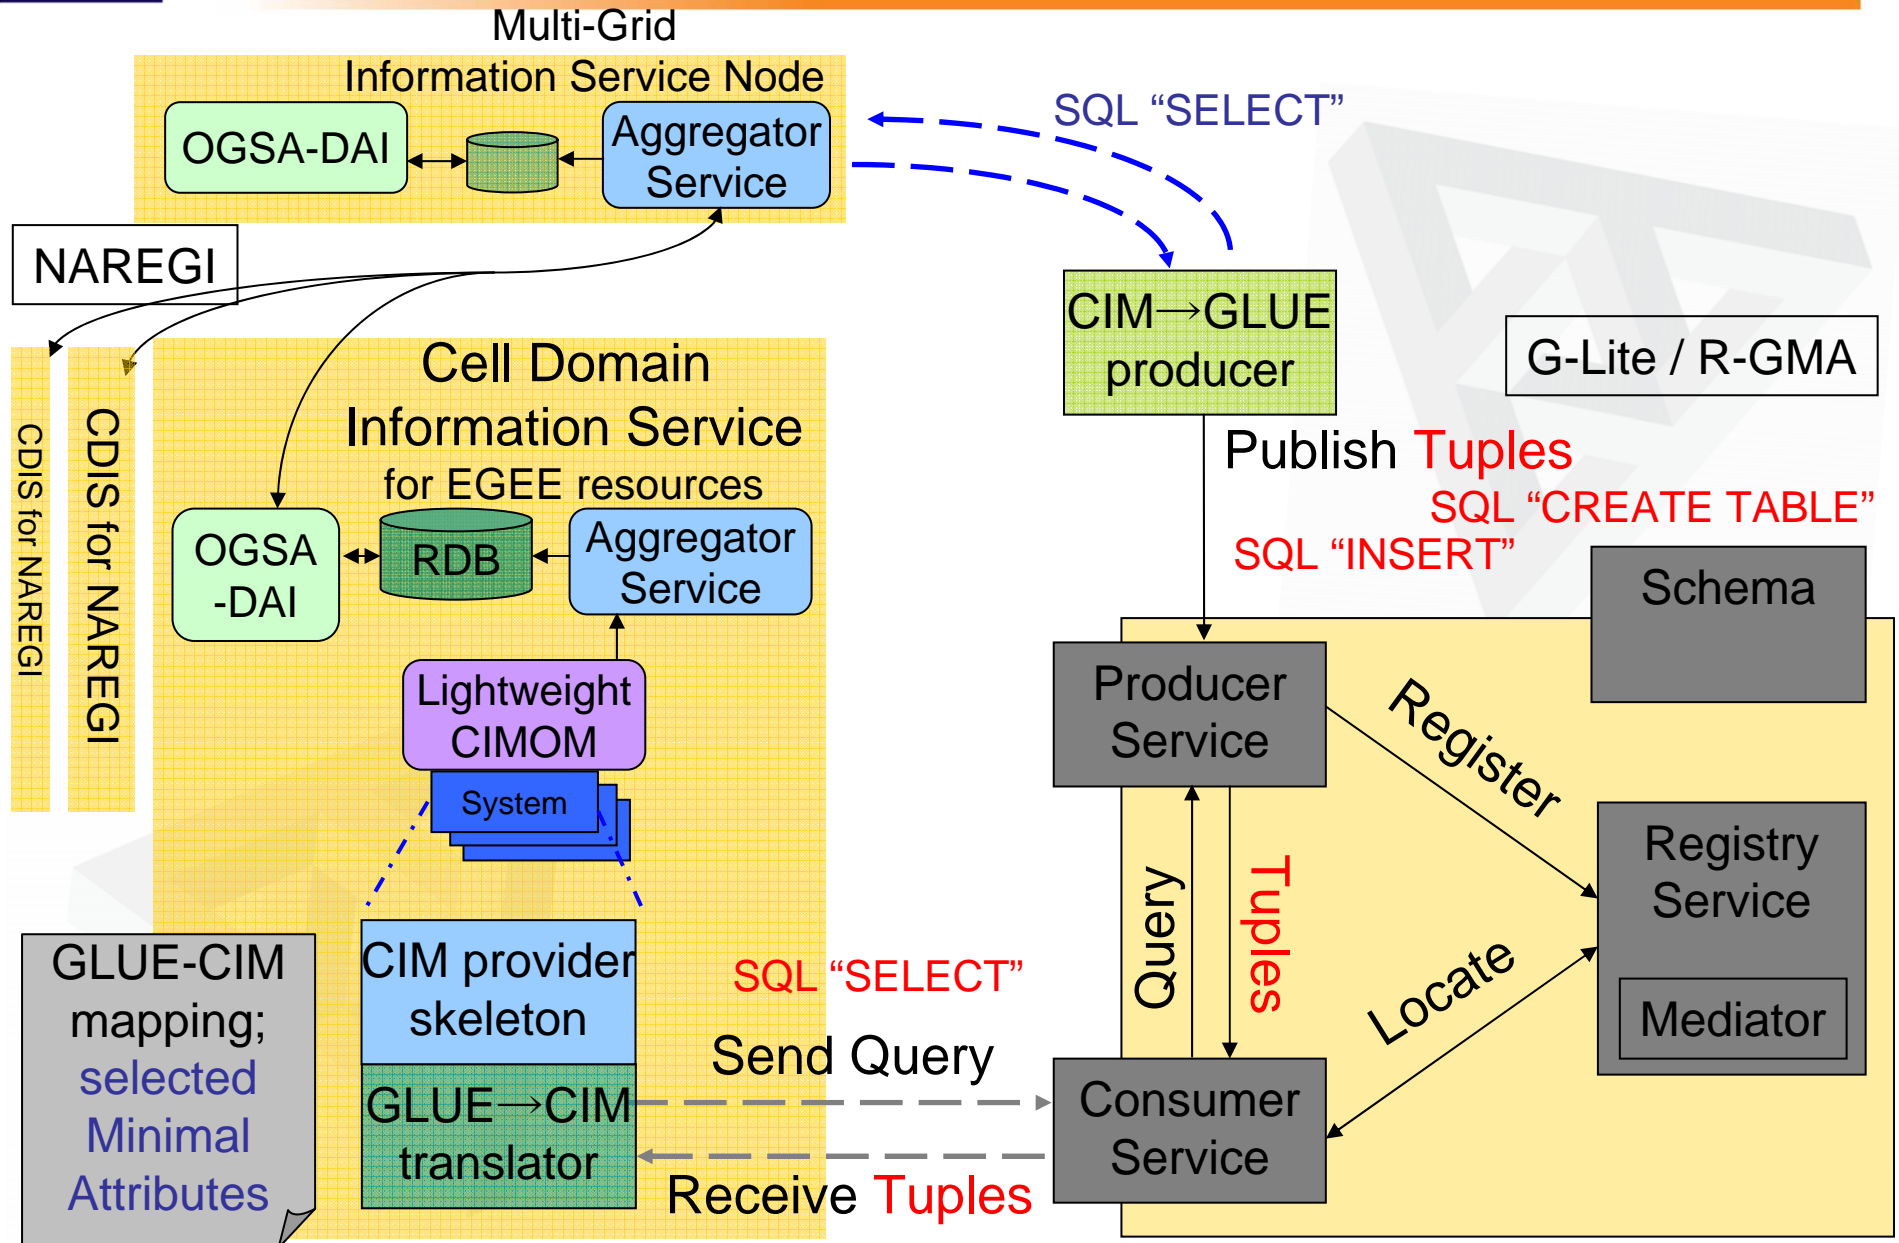 Multi-Grid
Information Service Node
OGSA-DAI
Aggregator
Service
SQL “SELECT”
NAREGI
CIM→GLUE
producer
G-Lite / R-GMA
CDIS for NAREGI
CDIS for NAREGI
Cell Domain
Information Service
for EGEE resources
OGSA
-DAI
RDB
Aggregator
Service
Publish Tuples
SQL “CREATE TABLE”
SQL “INSERT”
Schema
Lightweight
CIMOM
System
Producer
Service
Register
Registry
Service
Mediator
Query
Tuples
Locate
GLUE-CIM
mapping;
selected
Minimal
Attributes
CIM provider
skeleton
GLUE→CIM
translator
SQL “SELECT”
Send Query
Receive Tuples
Consumer
Service